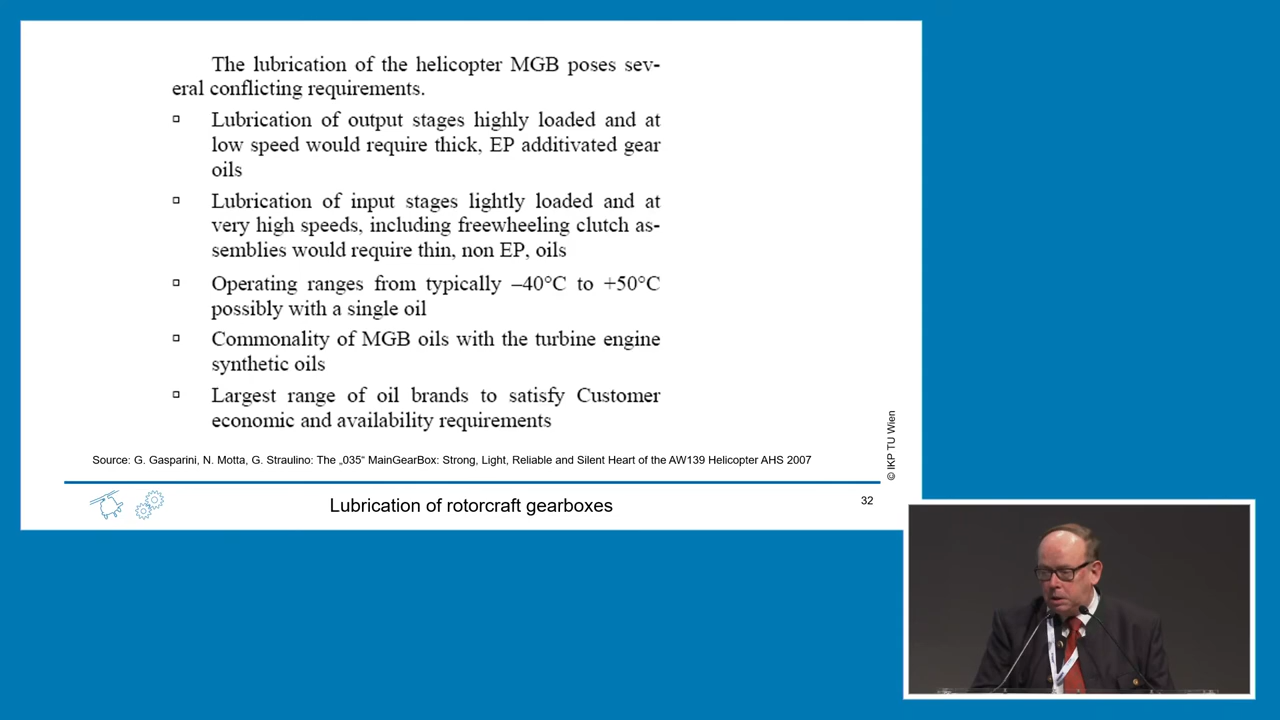 The lubrication of the helicopter MGB poses sev-
eral conflicting requirements.
Lubrication of output stages highly loaded and at
low speed would require thick, EP additivated gear
oils
Lubrication of input stages lightly loaded and at
very high speeds, including freewheeling clutch as-
semblies would require thin, non EP, oils
Operating ranges from typically –40°C to +50°C
possibly with a single oil
Commonality of MGB oils with the turbine engine
synthetic oils
Largest range of oil brands to satisfy Customer
economic and availability requirements
Source: G. Gasparini, N. Motta, G. Straulino: The „035“ MainGearBox: Strong, Light, Reliable and Silent Heart of the AW139 Helicopter AHS 2007
© IKP TU Wien
Lubrication of rotorcraft gearboxes
32